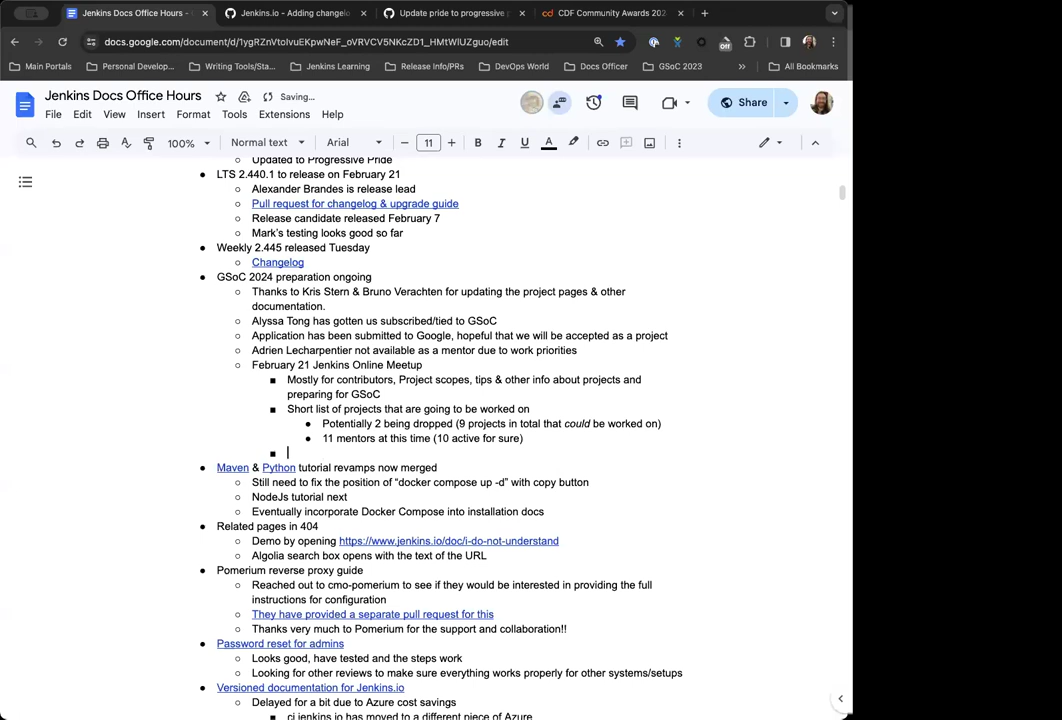 Jenkins Docs Office Hours -
Jenkins.io - Adding changelo
Update pride to progressive p
CDF Community Awards 202
docs.google.com/document/d/1ygRZnVtoIvuEKpwNeF_oVRVCV5NKcZD1_HMtWlUZguo/edit
Off
Main Portals
Personal Develop...
Writing Tools/Sta...
Jenkins Learning
Release Info/PRs
DevOps World
Docs Officer
GSoC 2023
All Bookmarks
Jenkins Docs Office Hours
Saving...
File Edit View Insert Format Tools Extensions Help
Share
100% Normal text Arial 11 B I U A
Updated to Progressive Pride
LTS 2.440.1 to release on February 21
Alexander Brandes is release lead
Pull request for changelog & upgrade guide
Release candidate released February 7
Mark's testing looks good so far
Weekly 2.445 released Tuesday
Changelog
GSoC 2024 preparation ongoing
Thanks to Kris Stern & Bruno Verachten for updating the project pages & other
documentation.
Alyssa Tong has gotten us subscribed/tied to GSoC
Application has been submitted to Google, hopeful that we will be accepted as a project
Adrien Lecharpentier not available as a mentor due to work priorities
February 21 Jenkins Online Meetup
Mostly for contributors, Project scopes, tips & other info about projects and
preparing for GSoC
Short list of projects that are going to be worked on
Potentially 2 being dropped (9 projects in total that could be worked on)
11 mentors at this time (10 active for sure)
Maven & Python tutorial revamps now merged
Still need to fix the position of “docker compose up -d” with copy button
NodeJs tutorial next
Eventually incorporate Docker Compose into installation docs
Related pages in 404
Demo by opening https://www.jenkins.io/doc/i-do-not-understand
Algolia search box opens with the text of the URL
Pomerium reverse proxy guide
Reached out to cmo-pomerium to see if they would be interested in providing the full
instructions for configuration
They have provided a separate pull request for this
Thanks very much to Pomerium for the support and collaboration!!
Password reset for admins
Looks good, have tested and the steps work
Looking for other reviews to make sure everything works properly for other systems/setups
Versioned documentation for Jenkins.io
Delayed for a bit due to Azure cost savings
ci.jenkins.io has moved to a different piece of Azure